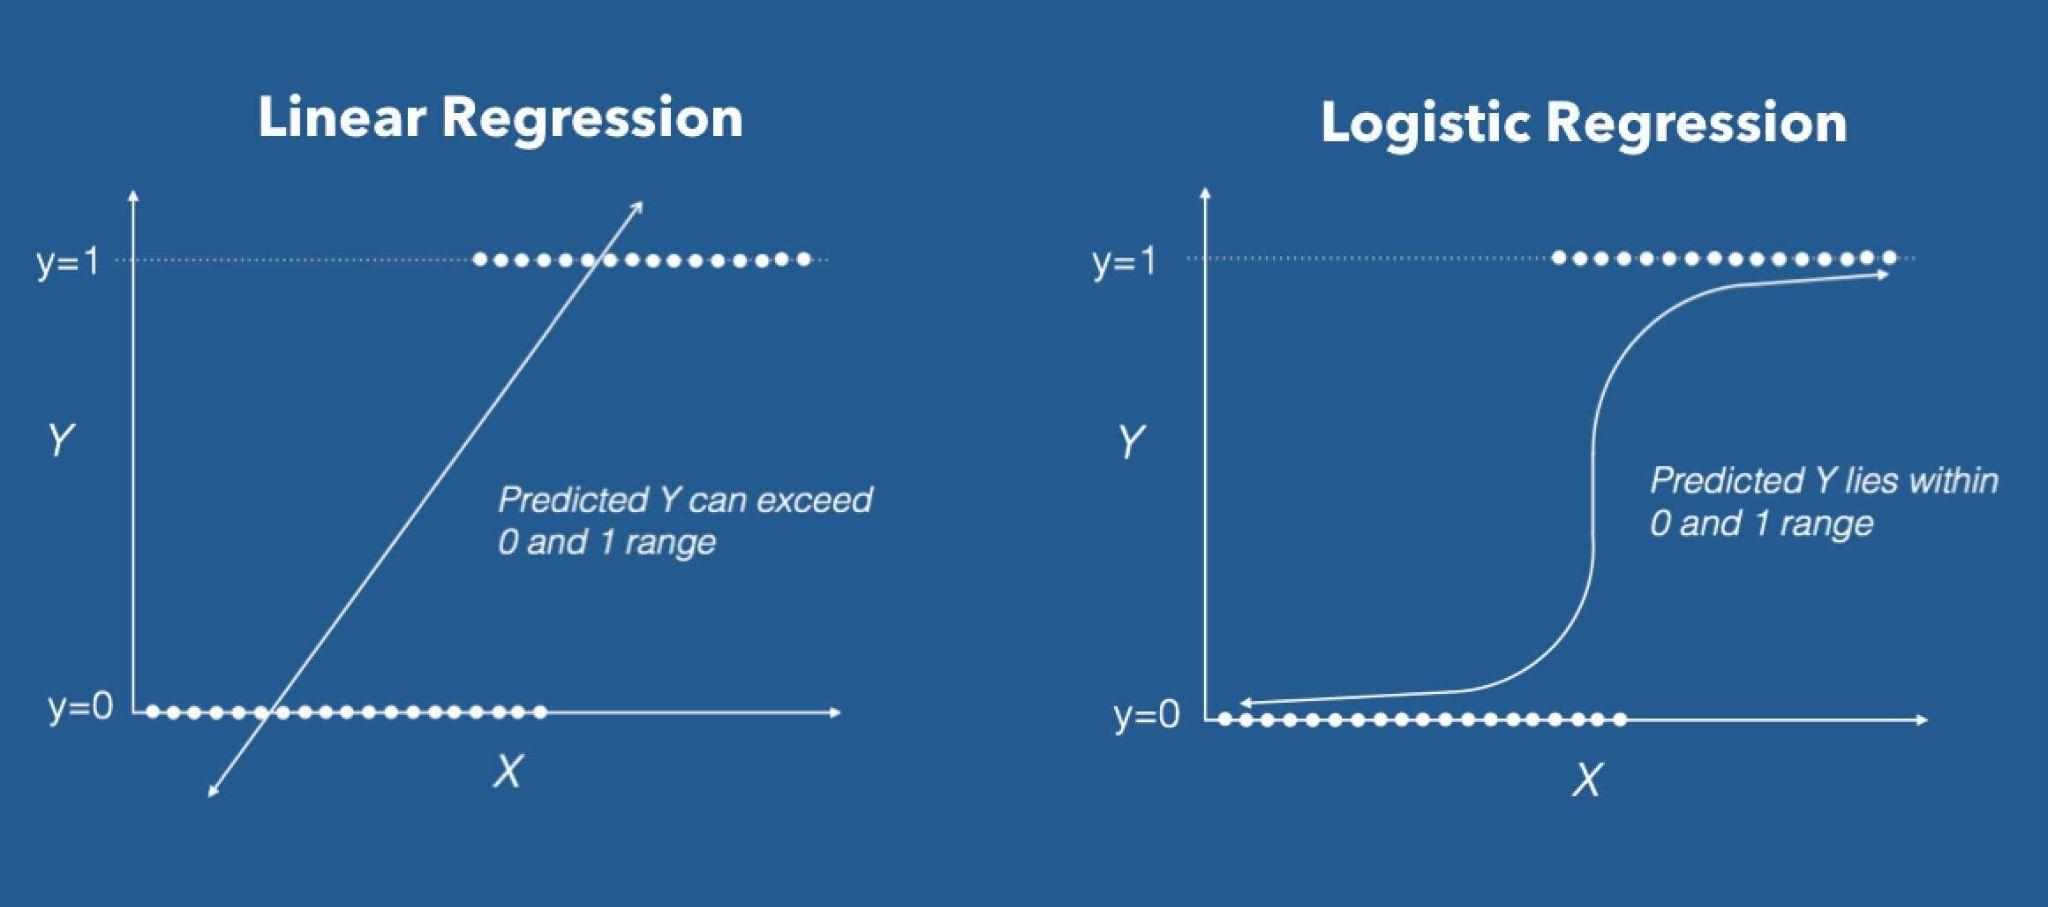 Linear Regression
y=1
Y
Predicted Y can exceed
0 and 1 range
y=0
X
Logistic Regression
y=1
Y
Predicted Y lies within
0 and 1 range
y=0
X